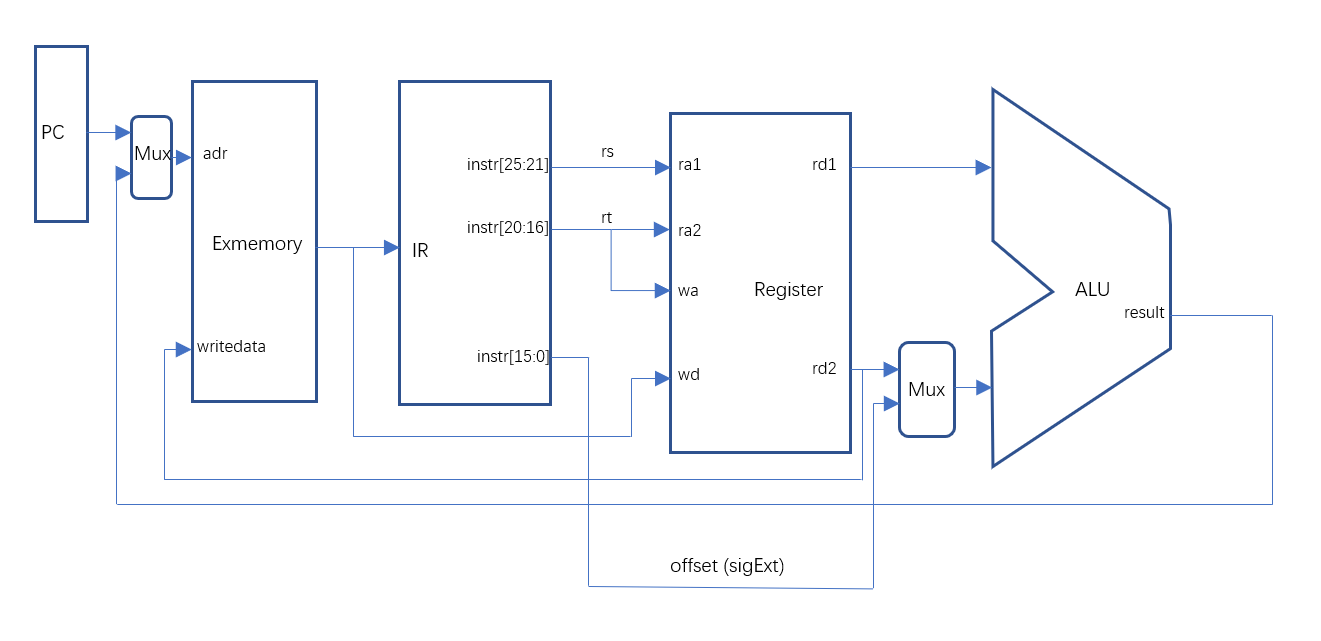 PC
Mux
adr
Exmemory
writedata
IR
instr[25:21]
instr[20:16]
instr[15:0]
rs
rt
ra1
ra2
wa
wd
Register
rd1
rd2
Mux
ALU
result
offset (sigExt)